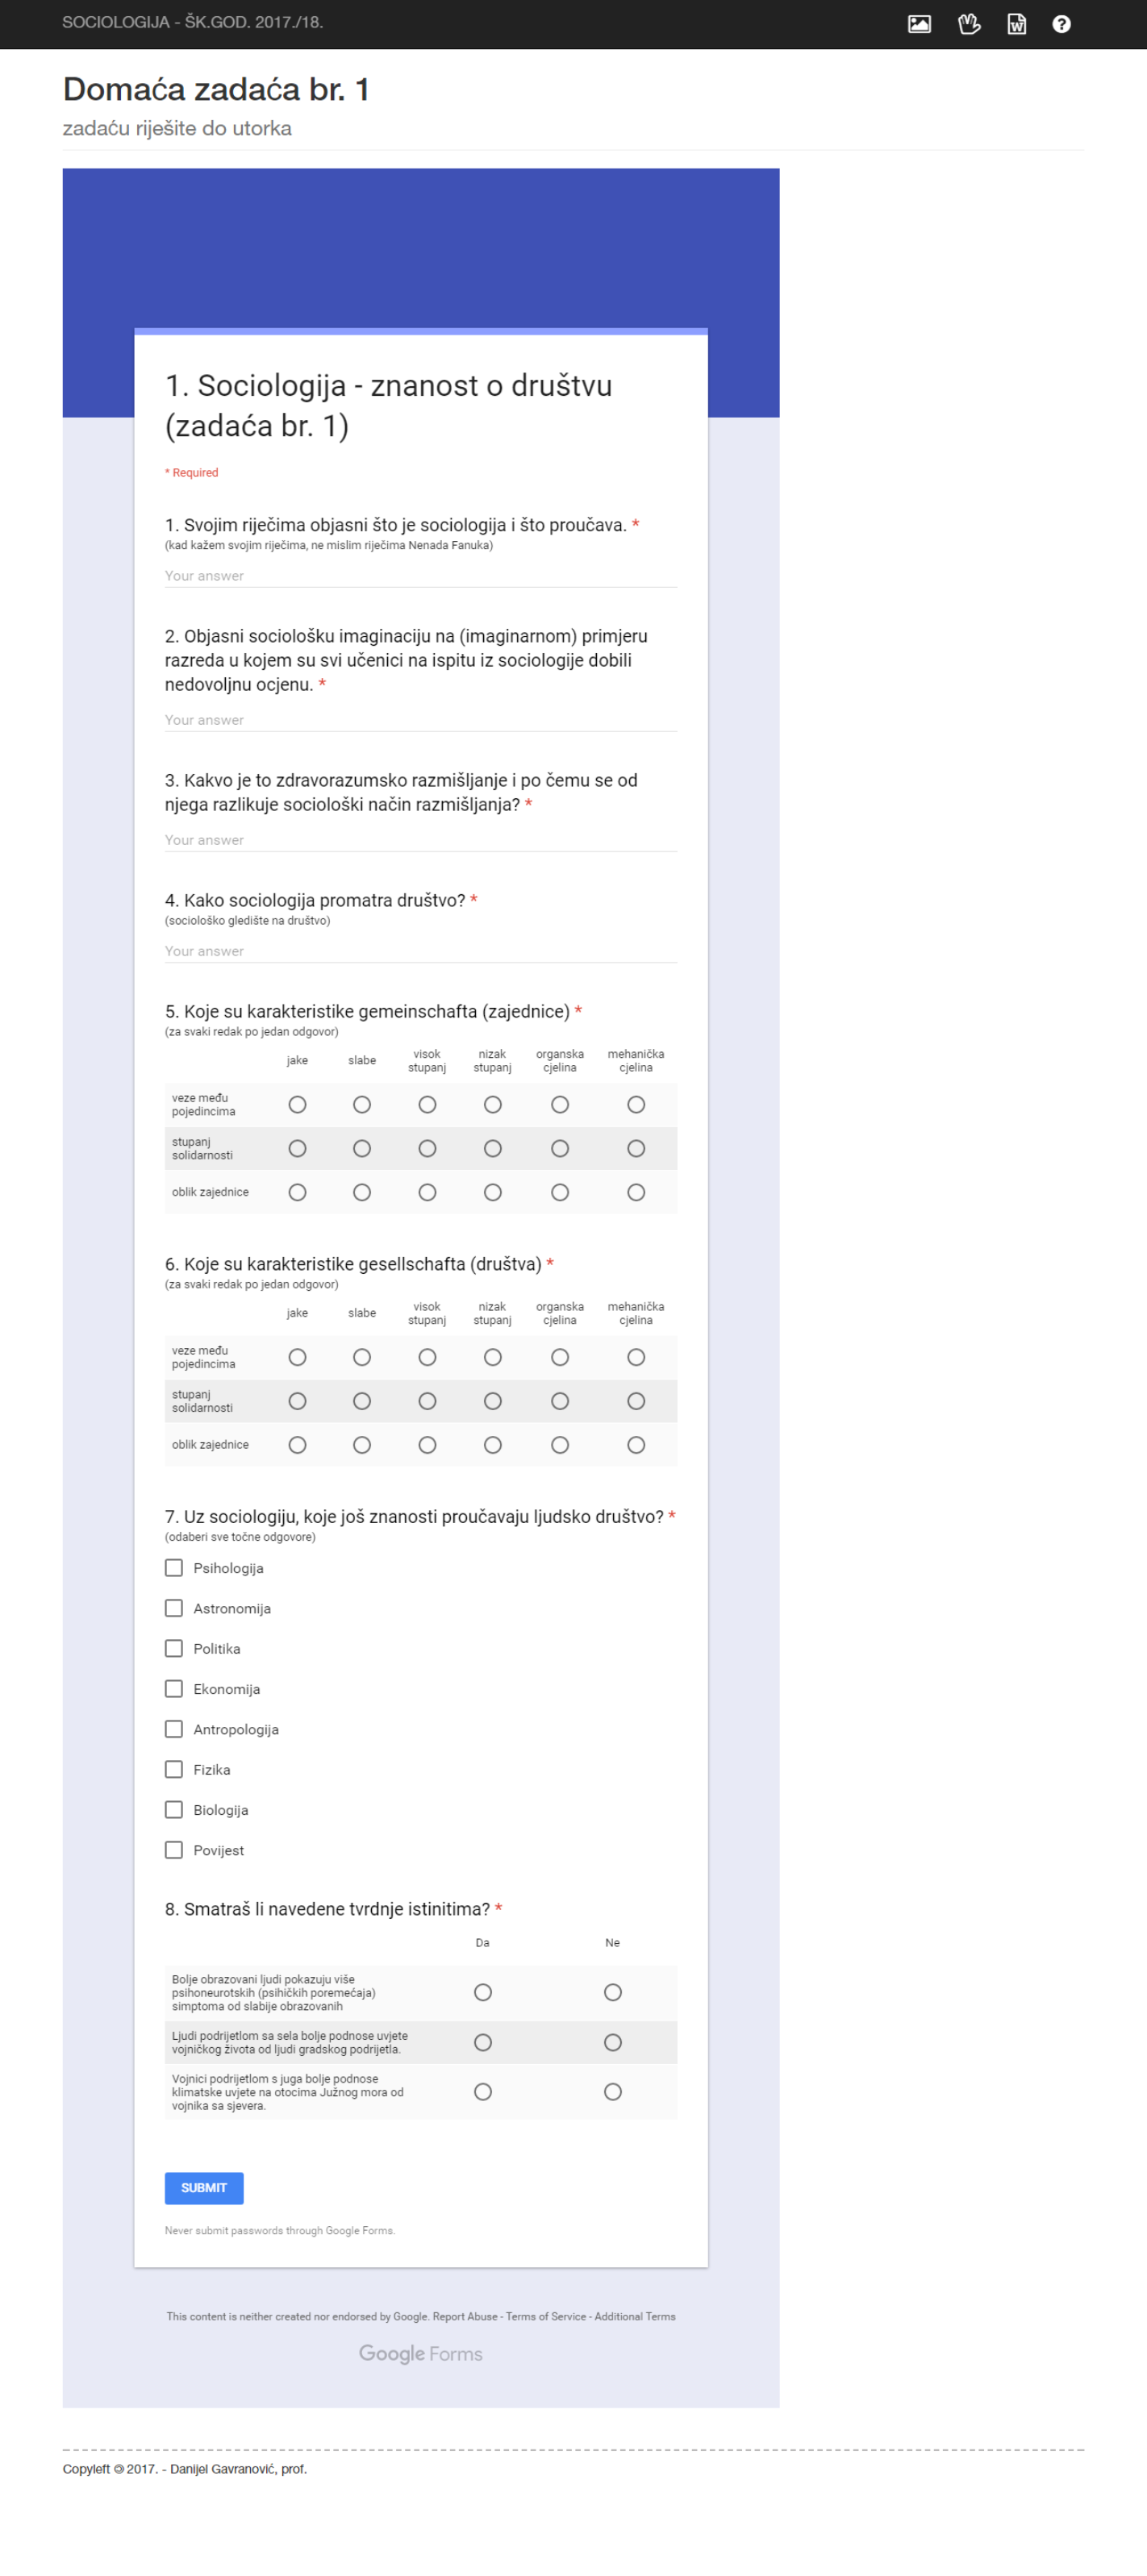 SOCIOLOGIJA - ŠK.GOD. 2017./18.
Domaća zadaća br. 1
zadaću riješite do utorka
1. Sociologija - znanost o društvu
(zadaća br. 1)
* Required
1. Svojim riječima objasni što je sociologija i što proučava. *
(kad kažem svojim riječima, ne mislim riječima Nenada Fanuka)
Your answer
2. Objasni sociološku imaginaciju na (imaginarnom) primjeru
razreda u kojem su svi učenici na ispitu iz sociologije dobili
nedovoljnu ocjenu. *
Your answer
3. Kakvo je to zdravorazumsko razmišljanje i po čemu se od
njega razlikuje sociološki način razmišljanja? *
Your answer
4. Kako sociologija promatra društvo? *
(sociološko gledište na društvo)
Your answer
5. Koje su karakteristike gemeinschafta (zajednice) *
(za svaki redak po jedan odgovor)
jake slabe visok stupanj nizak stupanj organska cjelina mehanička cjelina
veze među
pojedincima
stupanj
solidarnosti
oblik zajednice
6. Koje su karakteristike gesellschafta (društva) *
(za svaki redak po jedan odgovor)
jake slabe visok stupanj nizak stupanj organska cjelina mehanička cjelina
veze među
pojedincima
stupanj
solidarnosti
oblik zajednice
7. Uz sociologiju, koje još znanosti proučavaju ljudsko društvo? *
(odaberi sve točne odgovore)
Psihologija
Astronomija
Politika
Ekonomija
Antropologija
Fizika
Biologija
Povijest
8. Smatraš li navedene tvrdnje istinitima? *
Da Ne
Bolje obrazovani ljudi pokazuju više
psihoneurotskih (psihičkih poremećaja)
simptoma od slabije obrazovanih
Ljudi podrijetlom sa sela bolje podnose uvjete
vojničkog života od ljudi gradskog podrijetla.
Vojnici podrijetlom s juga bolje podnose
klimatske uvjete na otocima Južnog mora od
vojnika sa sjevera.
SUBMIT
Never submit passwords through Google Forms.
This content is neither created nor endorsed by Google. Report Abuse - Terms of Service - Additional Terms
Google Forms
Copyleft 🄯 2017. - Danijel Gavranović, prof.